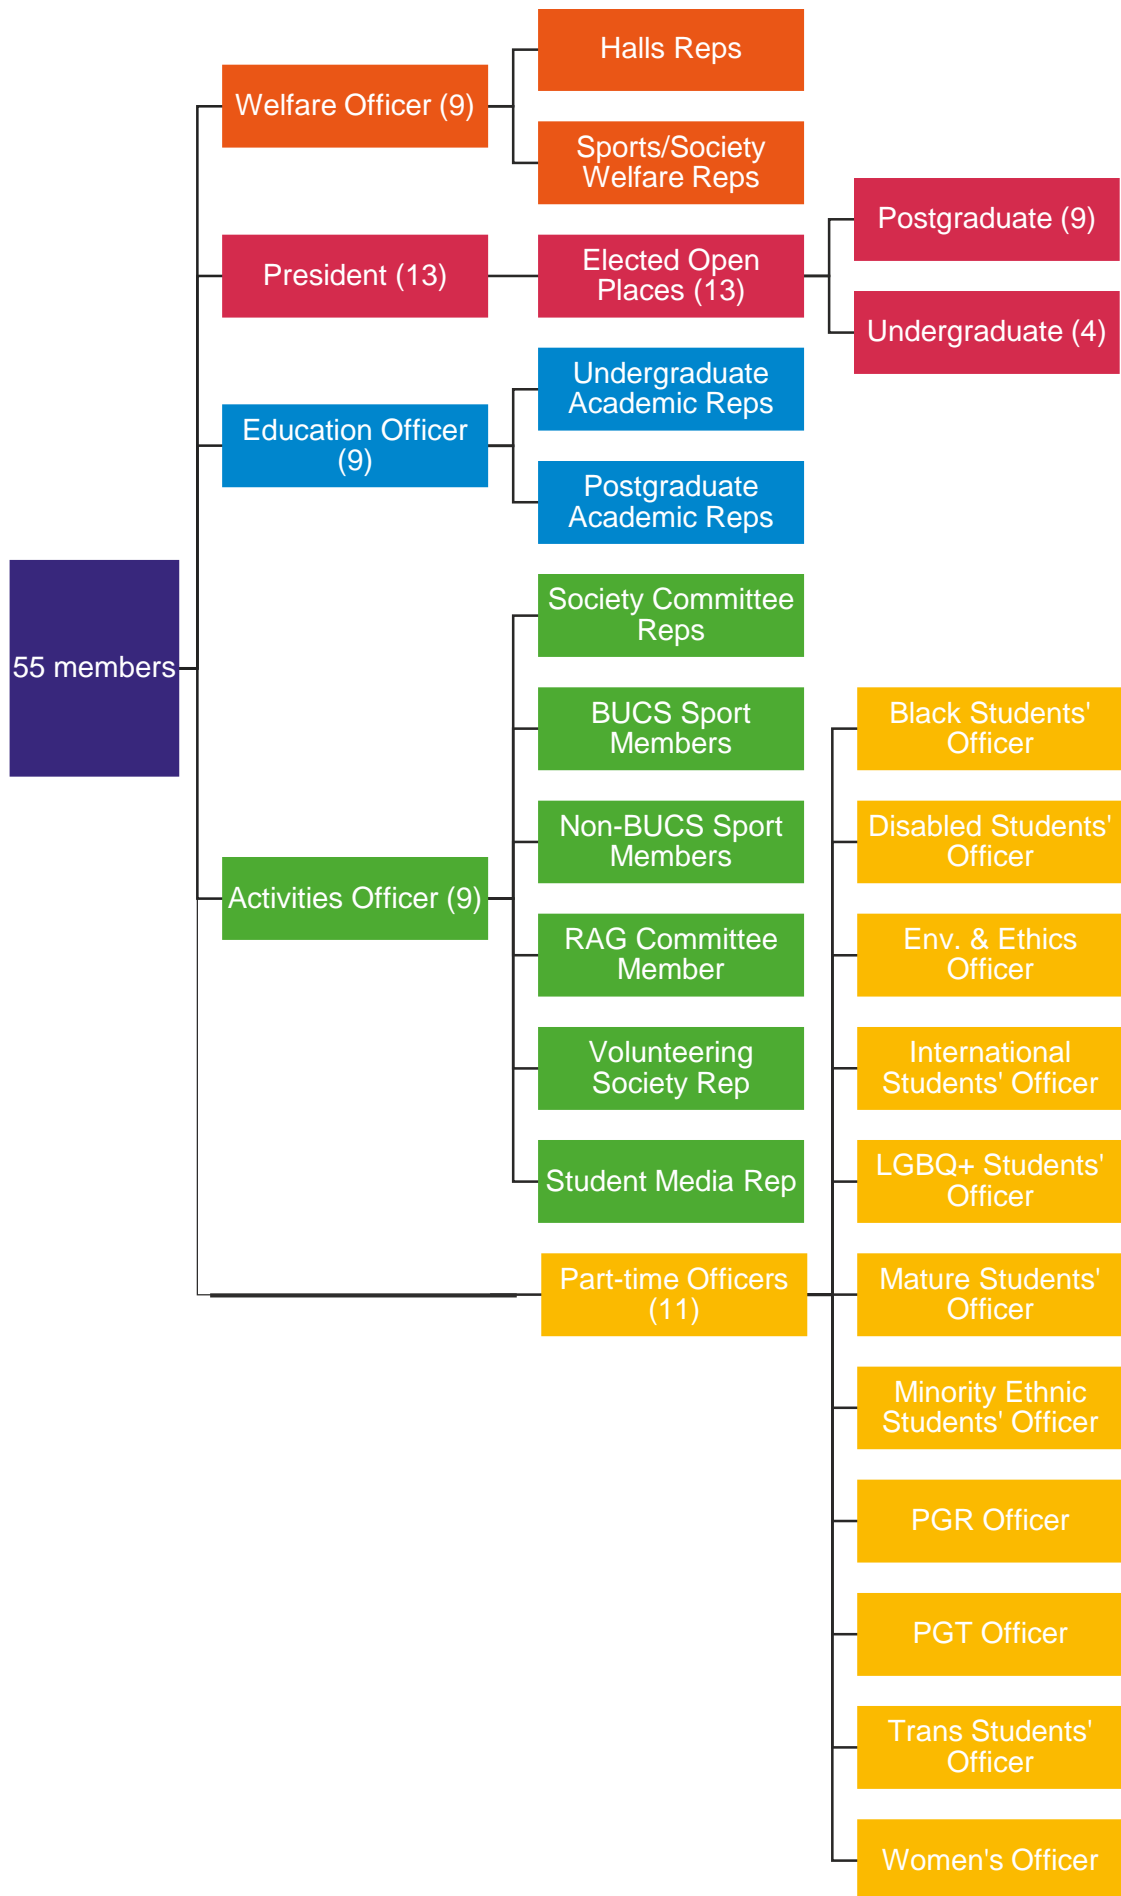 Halls Reps
Welfare Officer (9)
Sports/Society
Welfare Reps
Postgraduate (9)
President (13)
Elected Open
Places (13)
Undergraduate (4)
Undergraduate
Academic Reps
Education Officer
(9)
Postgraduate
Academic Reps
Society Committee
Reps
55 members
BUCS Sport
Members
Black Students'
Officer
Non-BUCS Sport
Members
Disabled Students'
Officer
Activities Officer (9)
RAG Committee
Member
Env. & Ethics
Officer
Volunteering
Society Rep
International
Students' Officer
Student Media Rep
LGBQ+ Students'
Officer
Part-time Officers
(11)
Mature Students'
Officer
Minority Ethnic
Students' Officer
PGR Officer
PGT Officer
Trans Students'
Officer
Women's Officer